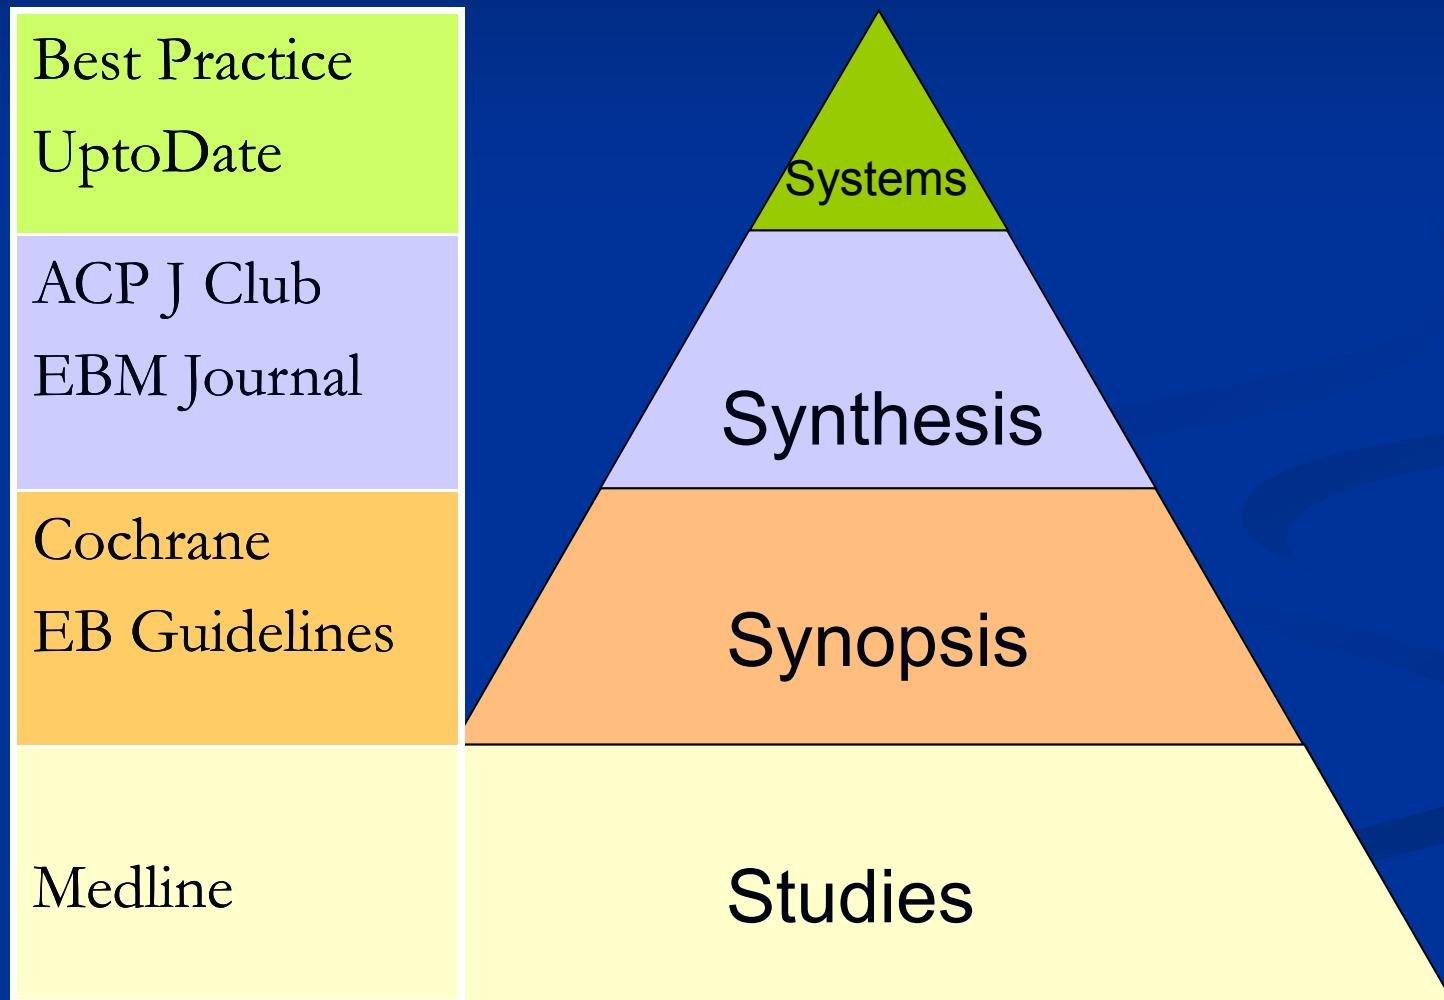 Best Practice
UptoDate
Systems
ACP J Club
EBM Journal
Synthesis
Cochrane
EB Guidelines
Synopsis
Medline
Studies